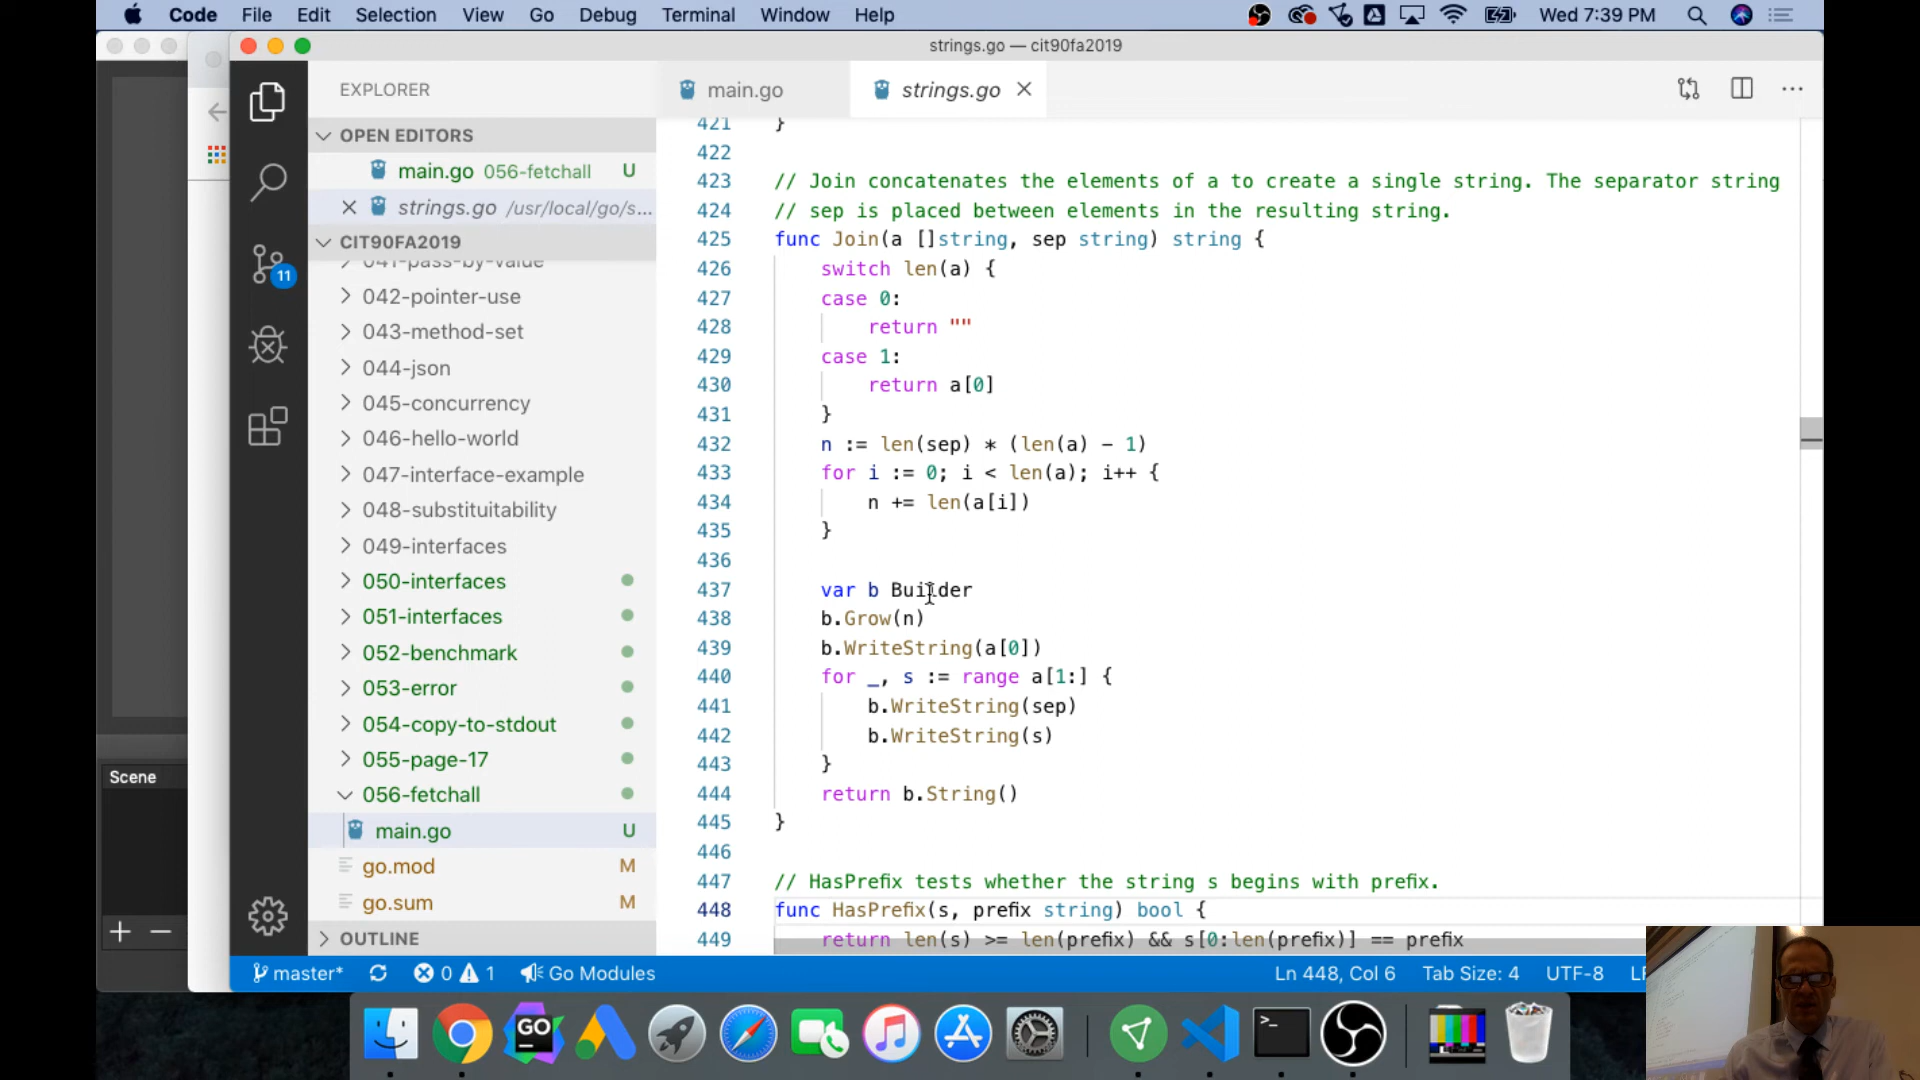 Code File Edit Selection View Go Debug Terminal Window Help Wed 7:39 PM
strings.go — cit90fa2019
EXPLORER
main.go strings.go
OPEN EDITORS
main.go 056-fetchall U
strings.go /usr/local/go/s...
CIT90FA2019
041-pass-by-value
042-pointer-use
043-method-set
044-json
045-concurrency
046-hello-world
047-interface-example
048-substituitability
049-interfaces
050-interfaces
051-interfaces
052-benchmark
053-error
054-copy-to-stdout
055-page-17
056-fetchall
main.go U
go.mod M
go.sum M
OUTLINE
11
Scene
421 }
422
423 // Join concatenates the elements of a to create a single string. The separator string
424 // sep is placed between elements in the resulting string.
425 func Join(a []string, sep string) string {
426 switch len(a) {
427 case 0:
428 return ""
429 case 1:
430 return a[0]
431 }
432 n := len(sep) * (len(a) - 1)
433 for i := 0; i < len(a); i++ {
434 n += len(a[i])
435 }
436
437 var b Builder
438 b.Grow(n)
439 b.WriteString(a[0])
440 for _, s := range a[1:] {
441 b.WriteString(sep)
442 b.WriteString(s)
443 }
444 return b.String()
445 }
446
447 // HasPrefix tests whether the string s begins with prefix.
448 func HasPrefix(s, prefix string) bool {
449 return len(s) >= len(prefix) && s[0:len(prefix)] == prefix
master* 0 1 Go Modules Ln 448, Col 6 Tab Size: 4 UTF-8
GO